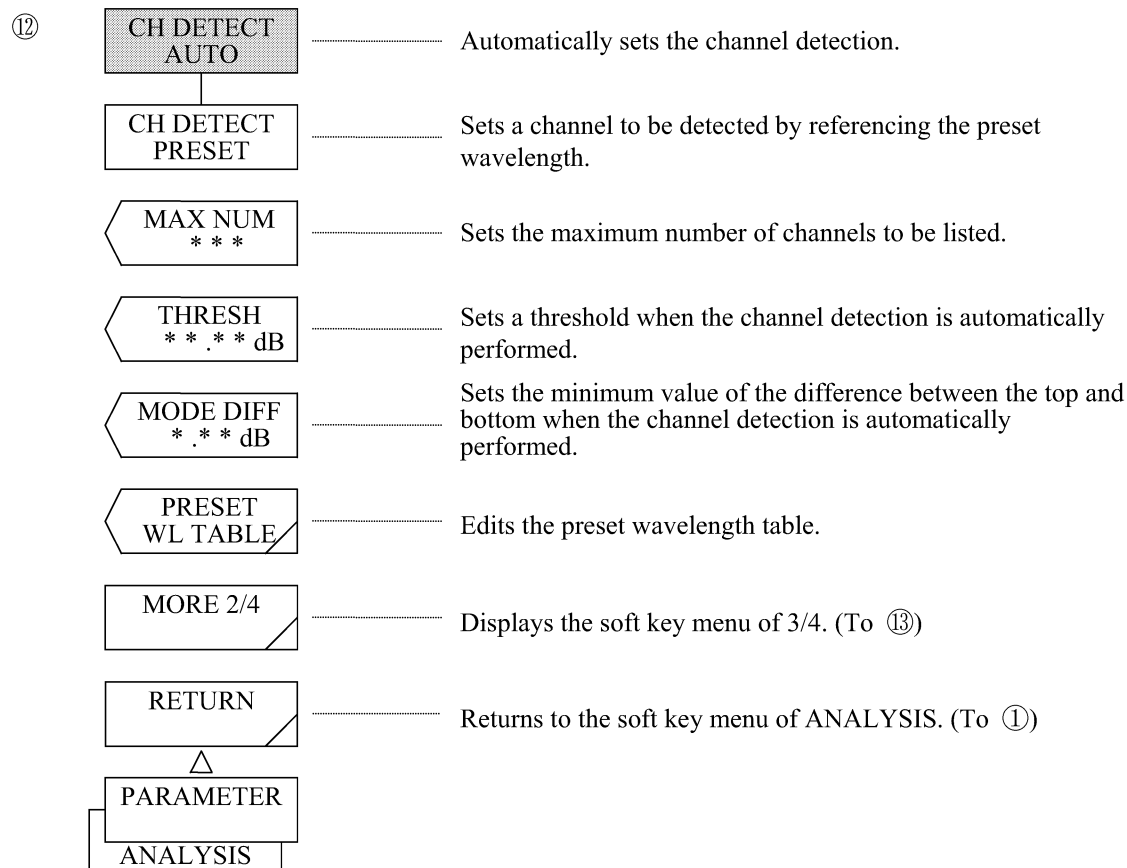 ⑫
CH DETECT
AUTO
Automatically sets the channel detection.
CH DETECT
PRESET
Sets a channel to be detected by referencing the preset
wavelength.
MAX NUM
* * *
Sets the maximum number of channels to be listed.
THRESH
* * .* * dB
Sets a threshold when the channel detection is automatically
performed.
MODE DIFF
* .* * dB
Sets the minimum value of the difference between the top and
bottom when the channel detection is automatically
performed.
PRESET
WL TABLE
Edits the preset wavelength table.
MORE 2/4
Displays the soft key menu of 3/4. (To ⑬)
RETURN
Returns to the soft key menu of ANALYSIS. (To ①)
PARAMETER
ANALYSIS